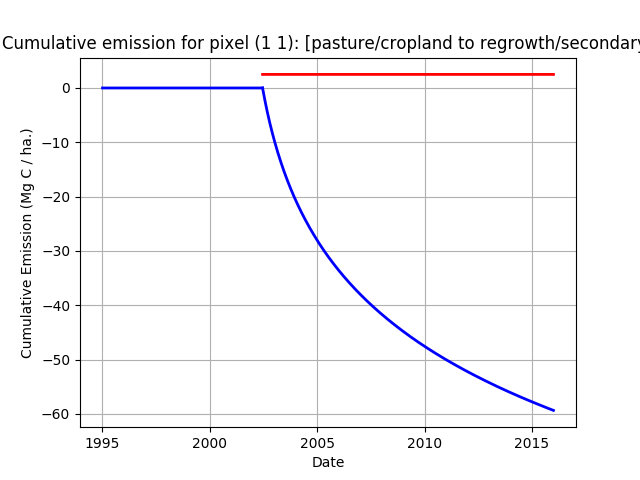 Cumulative emission for pixel (1 1): [pasture/cropland to regrowth/secondary
0
−10
−20
−30
−40
−50
−60
Cumulative Emission (Mg C / ha.)
1995 2000 2005 2010 2015
Date